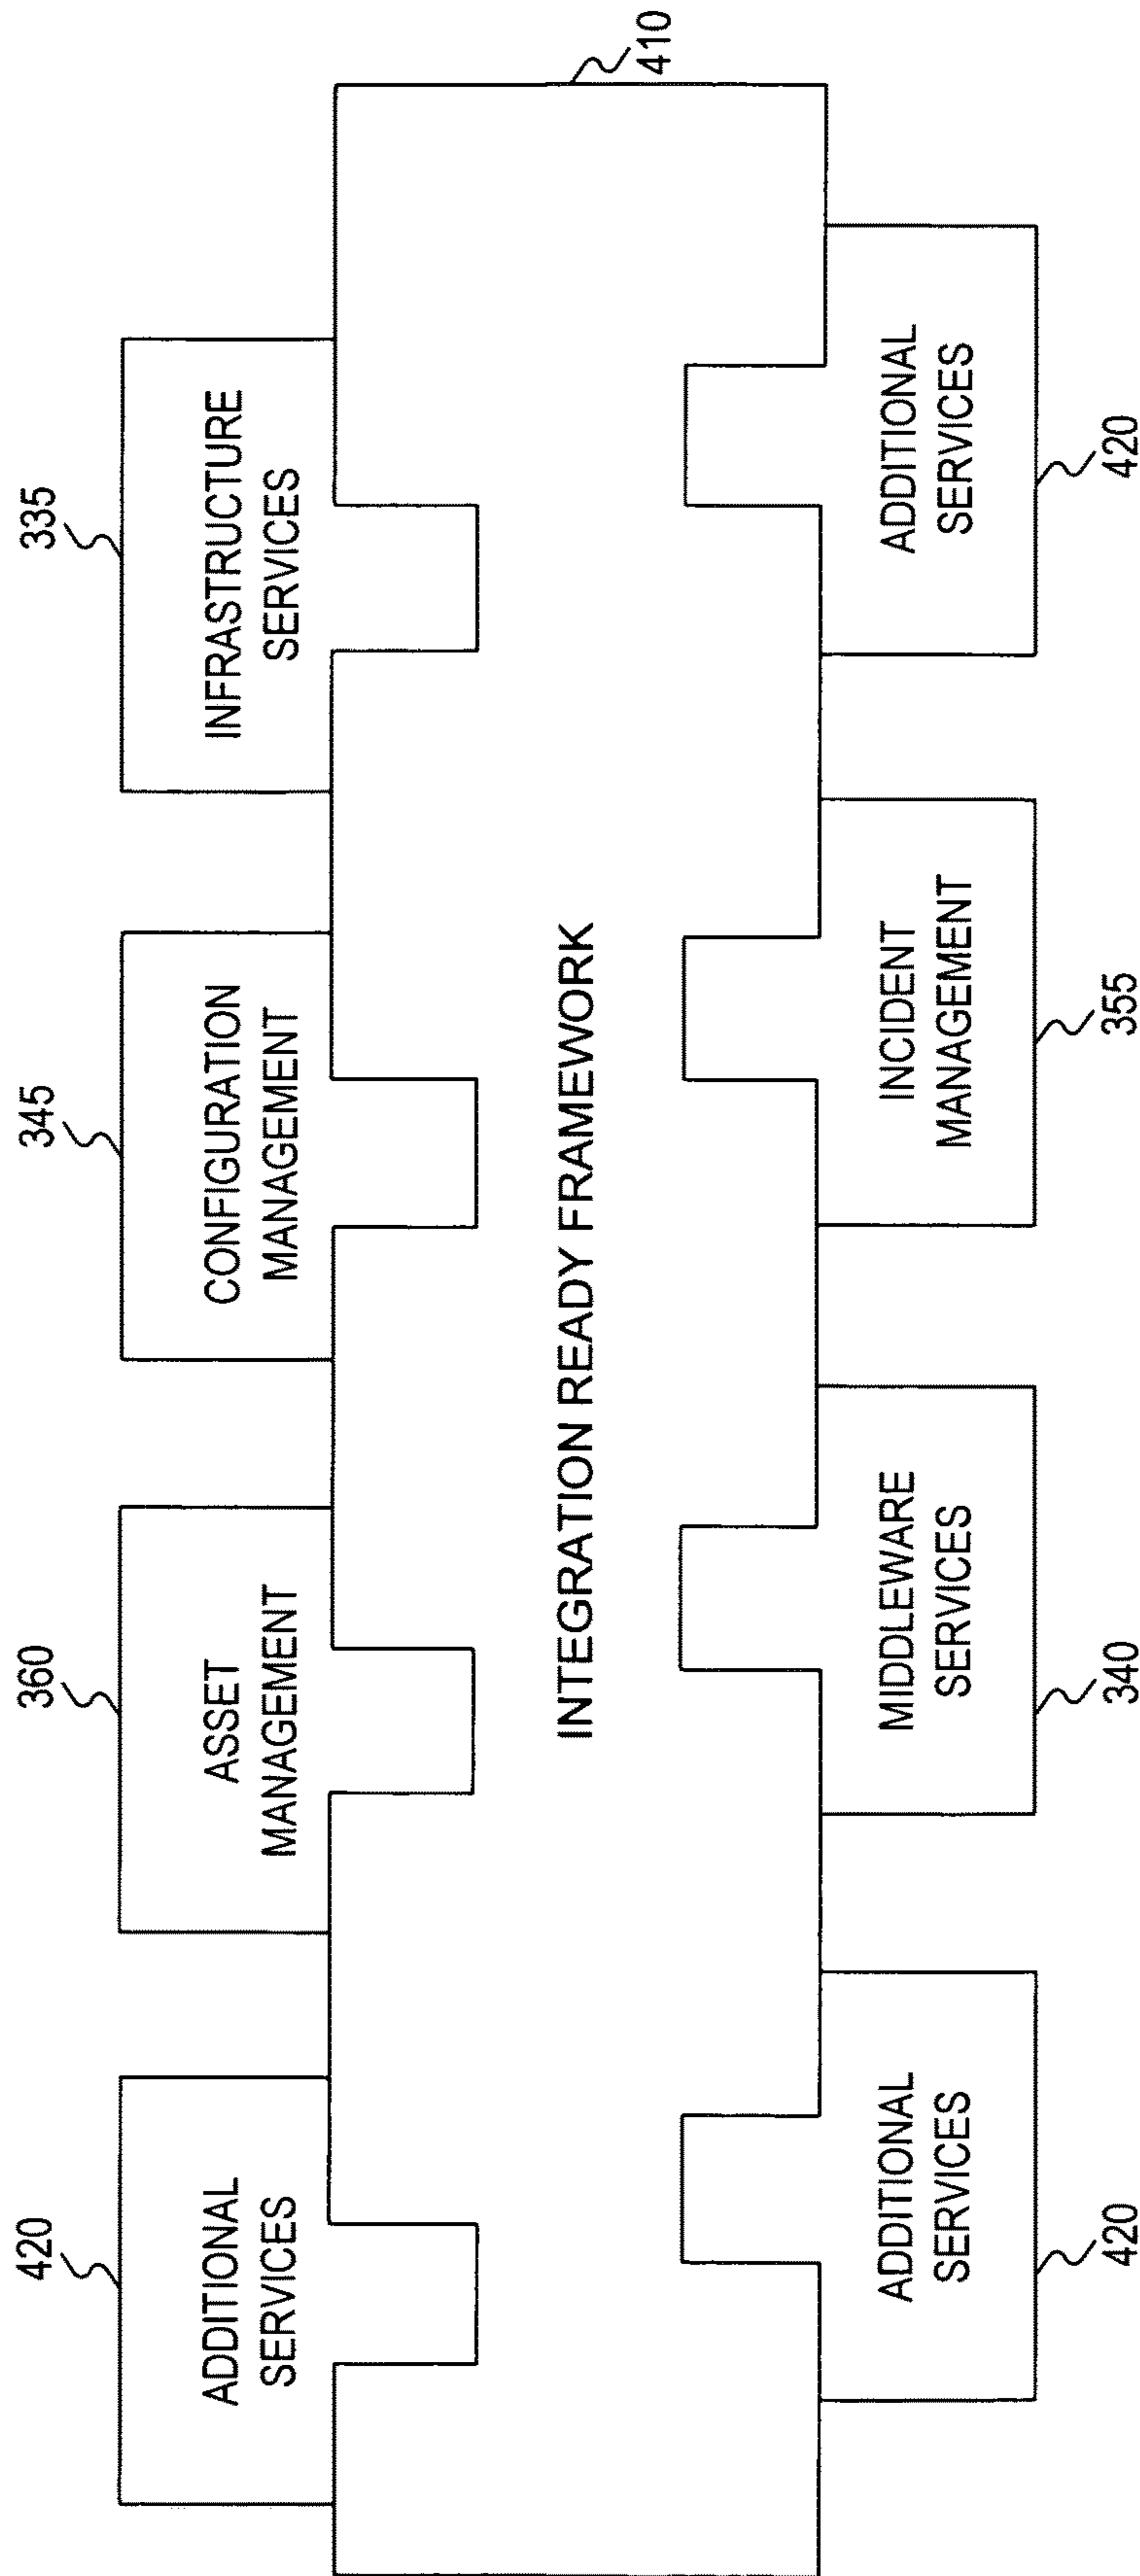 420
ADDITIONAL
SERVICES
360
ASSET
MANAGEMENT
345
CONFIGURATION
MANAGEMENT
335
INFRASTRUCTURE
SERVICES
INTEGRATION READY FRAMEWORK
410
ADDITIONAL
SERVICES
420
MIDDLEWARE
SERVICES
340
INCIDENT
MANAGEMENT
355
ADDITIONAL
SERVICES
420